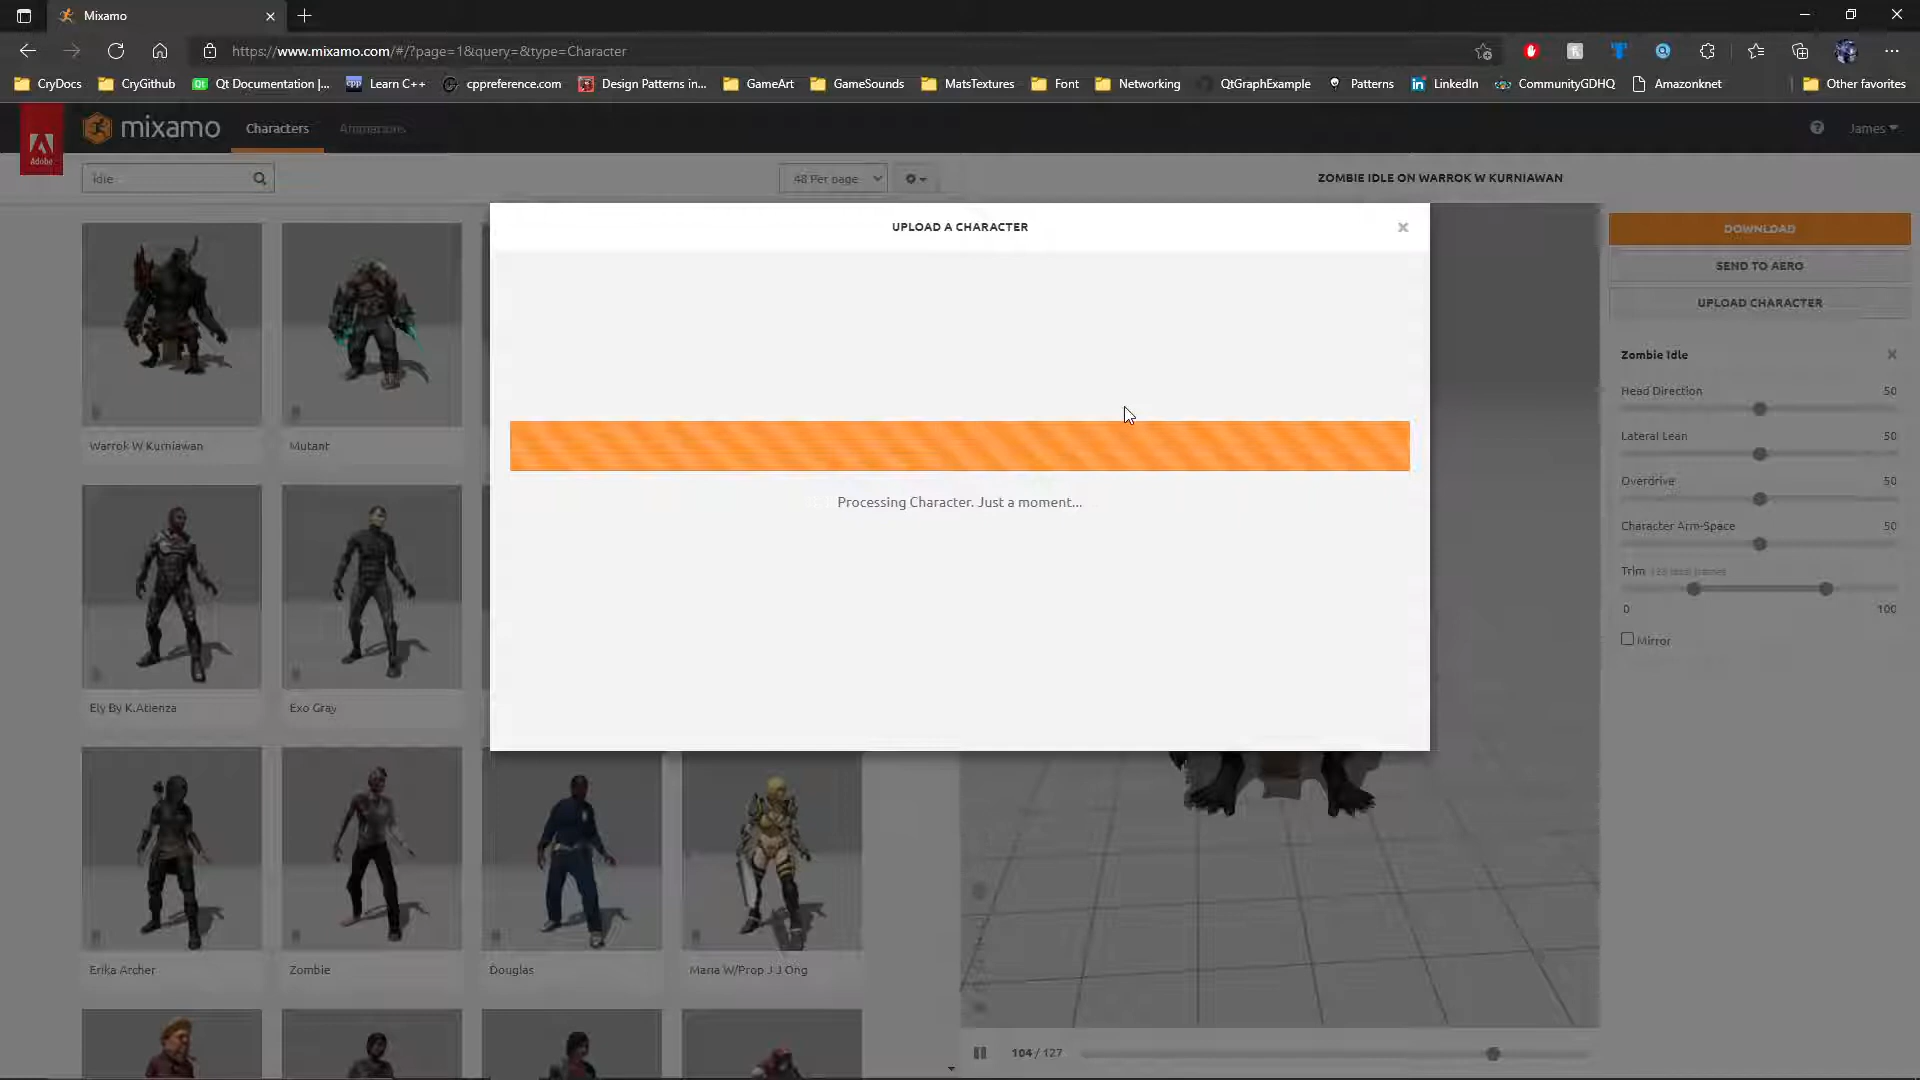 Mixamo
https://www.mixamo.com/#/?page=1&query=&type=Character
CryDocs CryGithub Qt Documentation |... Learn C++ cppreference.com Design Patterns in... GameArt GameSounds MatsTextures Font Networking QtGraphExample Patterns LinkedIn CommunityGDHQ Amazonknet Other favorites
Adobe
mixamo Characters Animations James
Idle
48 Per page
ZOMBIE IDLE ON WARROK W KURNIAWAN
UPLOAD A CHARACTER
Processing Character. Just a moment...
DOWNLOAD
SEND TO AERO
UPLOAD CHARACTER
Zombie Idle
Head Direction 50
Lateral Lean 50
Overdrive 50
Character Arm-Space 50
Trim
0 100
Mirror
Warrok W Kurniawan Mutant
Ely By K.Atienza Exo Gray
Erika Archer Zombie Douglas Maria W/Prop J J Ong
104 / 127